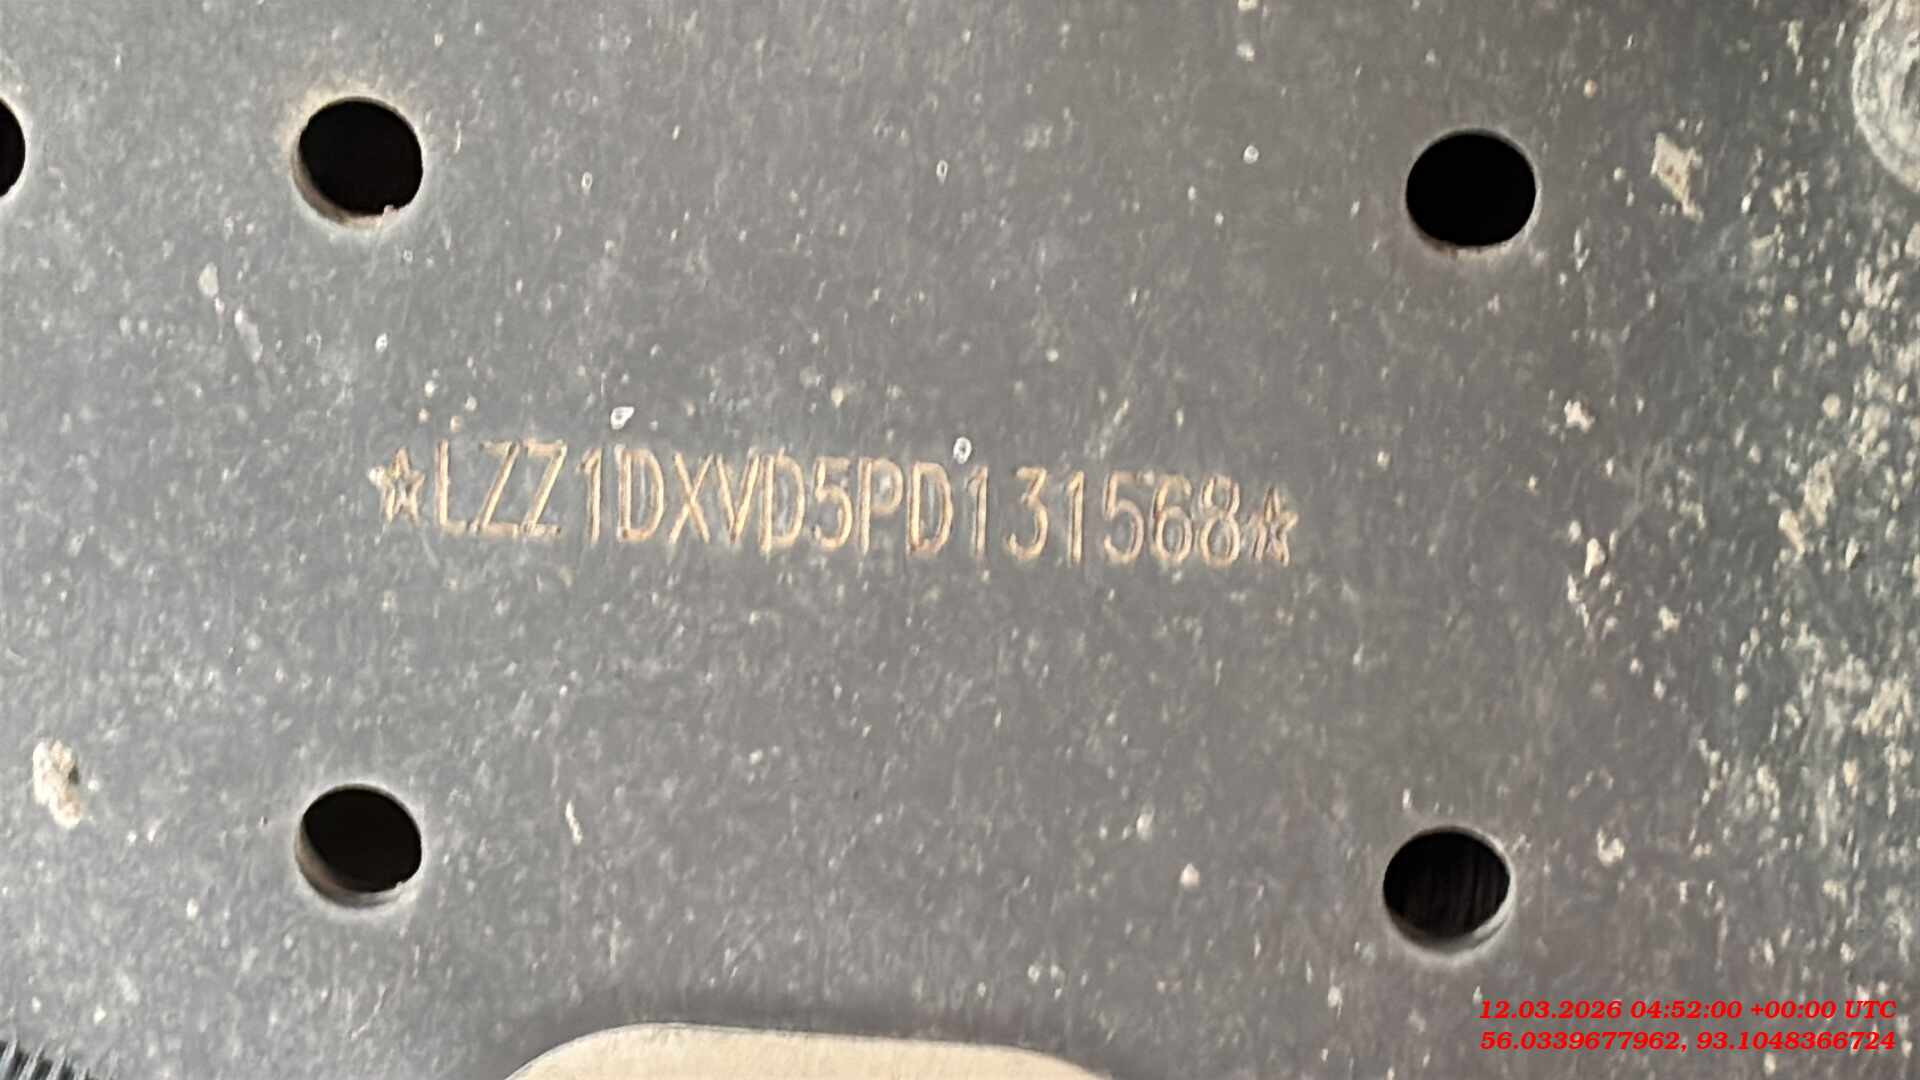 ☆LZZ1DXVD5PD131568☆
12.03.2026 04:52:00 +00:00 UTC
56.0339677962, 93.1048366724